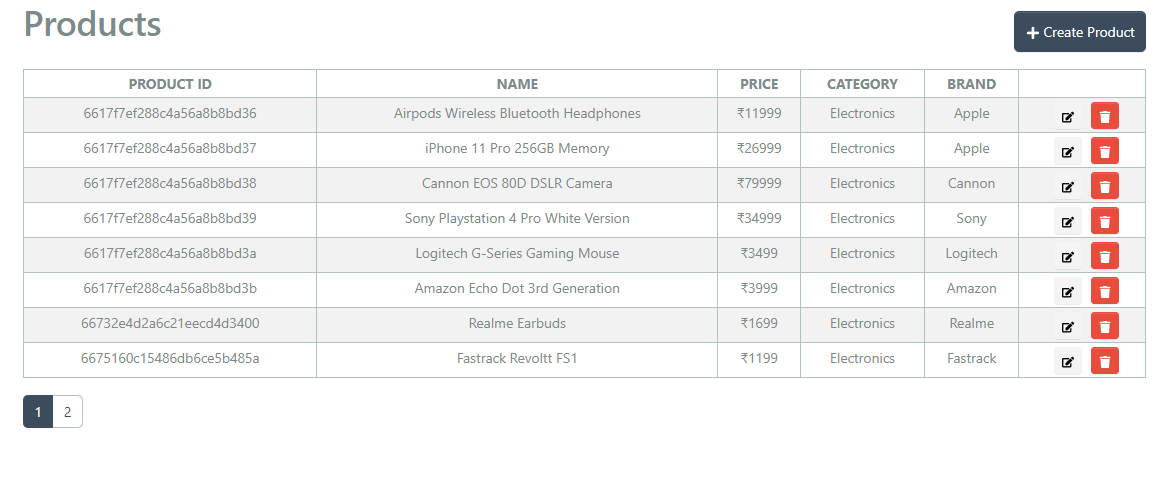 Products
Create Product
PRODUCT ID NAME PRICE CATEGORY BRAND
6617f7ef288c4a56a8b8bd36 Airpods Wireless Bluetooth Headphones ₹11999 Electronics Apple
6617f7ef288c4a56a8b8bd37 iPhone 11 Pro 256GB Memory ₹26999 Electronics Apple
6617f7ef288c4a56a8b8bd38 Cannon EOS 80D DSLR Camera ₹79999 Electronics Cannon
6617f7ef288c4a56a8b8bd39 Sony Playstation 4 Pro White Version ₹34999 Electronics Sony
6617f7ef288c4a56a8b8bd3a Logitech G-Series Gaming Mouse ₹3499 Electronics Logitech
6617f7ef288c4a56a8b8bd3b Amazon Echo Dot 3rd Generation ₹3999 Electronics Amazon
66732e4d2a6c21eecd4d3400 Realme Earbuds ₹1699 Electronics Realme
6675160c15486db6ce5b485a Fastrack Revoltt FS1 ₹1199 Electronics Fastrack
1 2